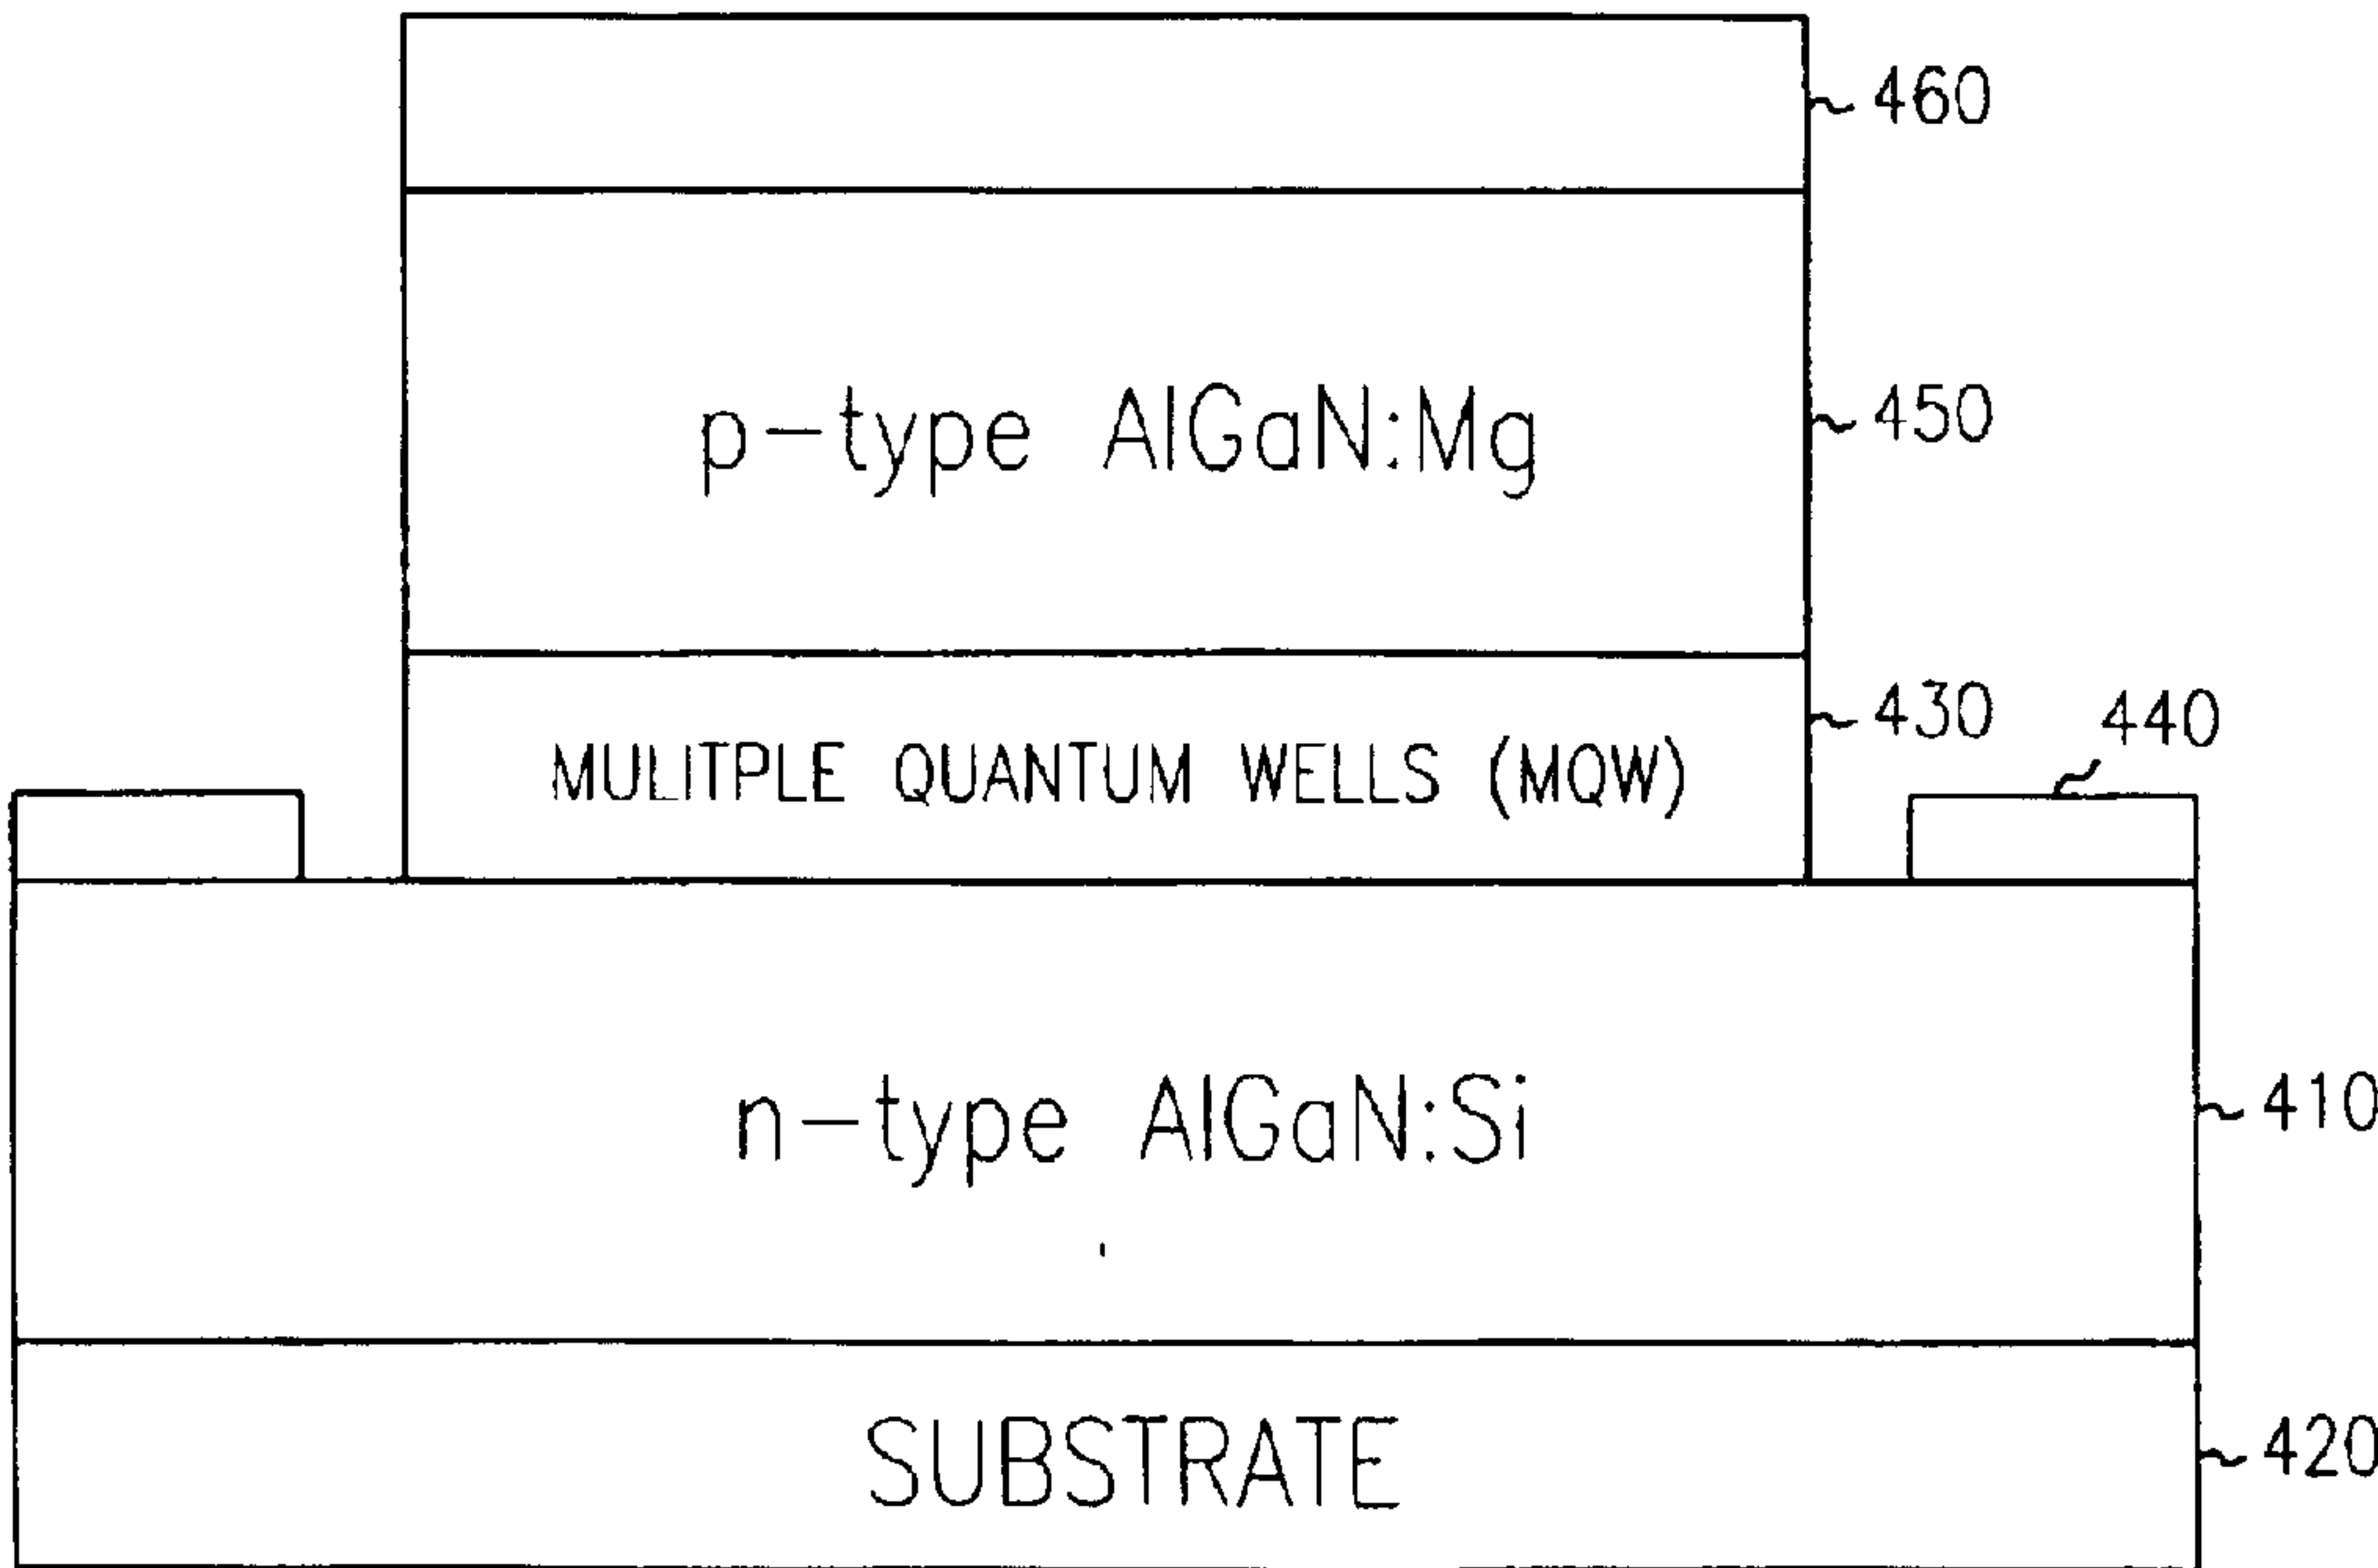 460
p-type AlGaN:Mg
450
430
440
MULITPLE QUANTUM WELLS (MQW)
n-type AlGaN:Si
410
SUBSTRATE
420